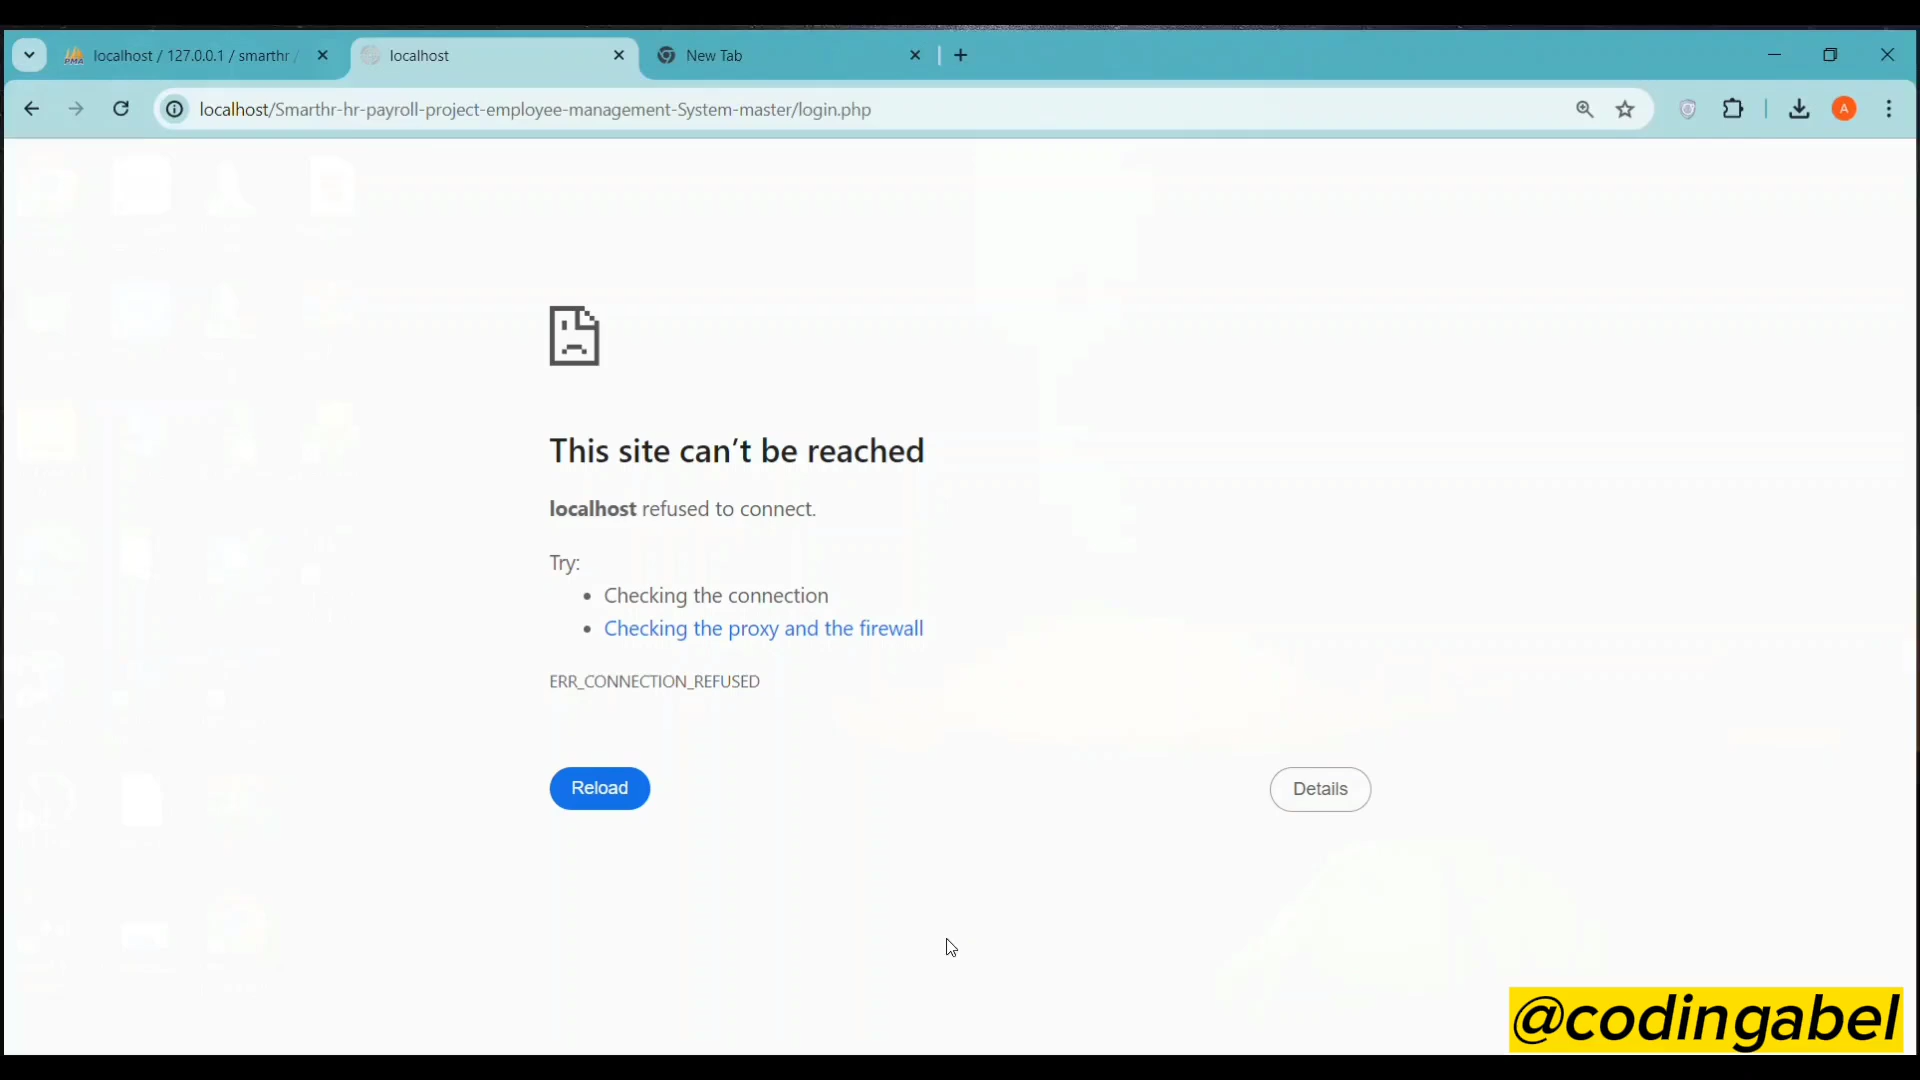 localhost / 127.0.0.1 / smarthr /
localhost
New Tab
localhost/Smarthr-hr-payroll-project-employee-management-System-master/login.php
A
This site can’t be reached
localhost refused to connect.
Try:
• Checking the connection
• Checking the proxy and the firewall
ERR_CONNECTION_REFUSED
Reload
Details
@codingabel